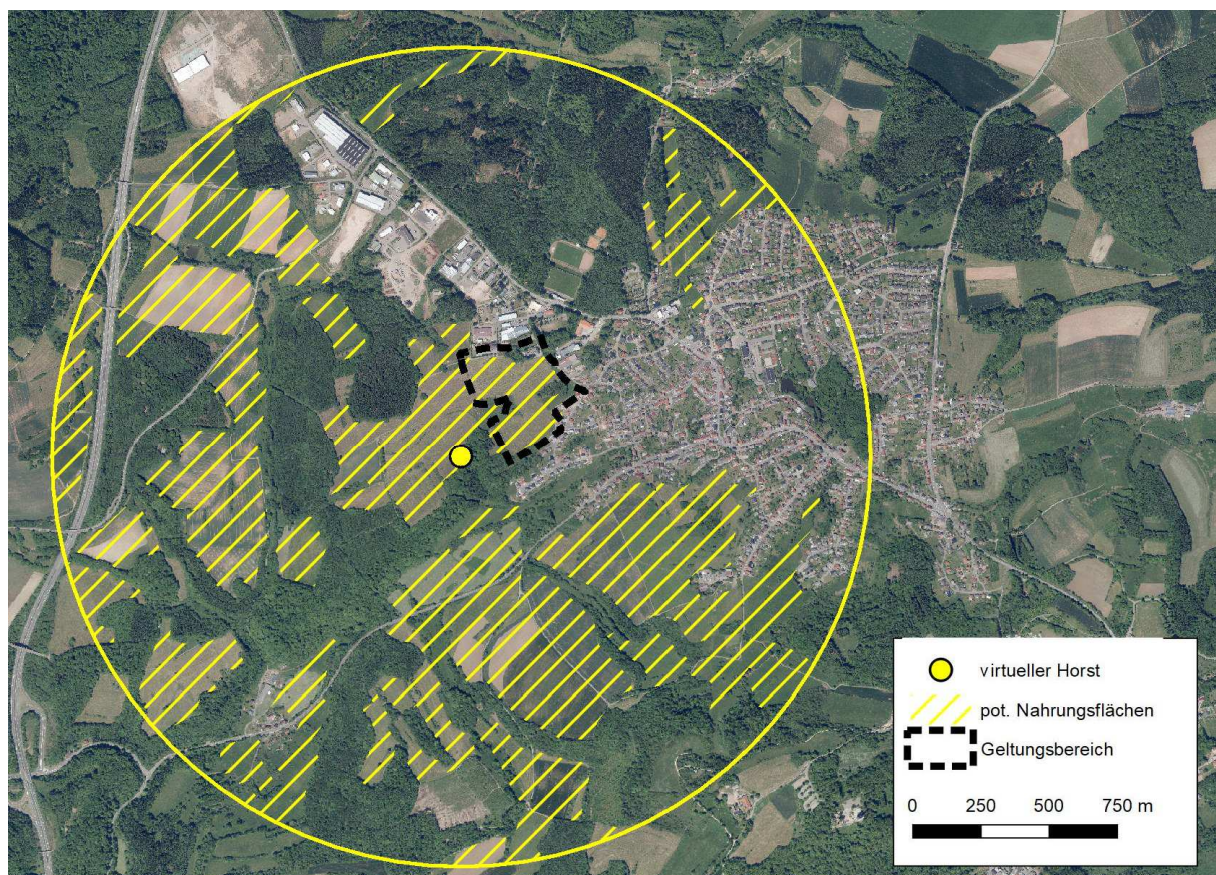 virtueller Horst
pot. Nahrungsflächen
Geltungsbereich
0 250 500 750 m